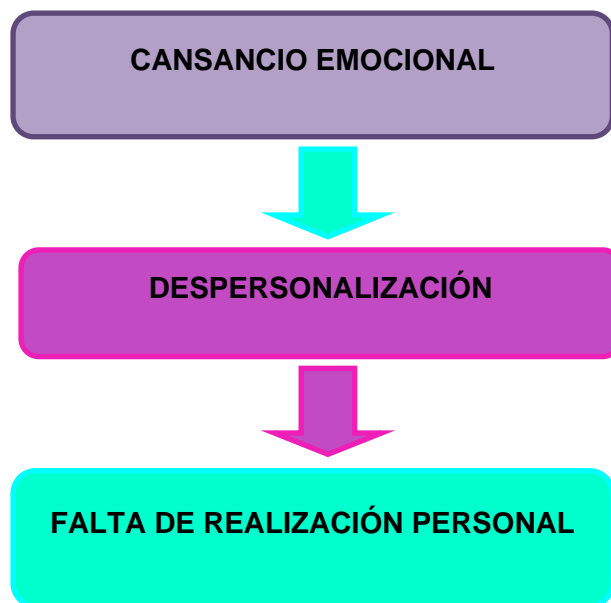 CANSANCIO EMOCIONAL
DESPERSONALIZACIÓN
FALTA DE REALIZACIÓN PERSONAL